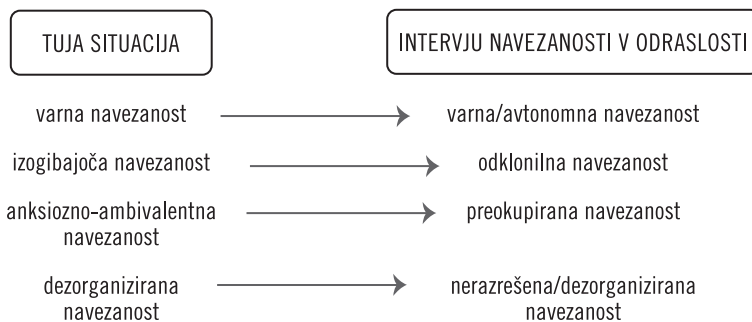 TUJA SITUACIJA
INTERVJU NAVEZANOSTI V ODRASLOSTI
varna navezanost
varna/avtonomna navezanost
izogibajoča navezanost
odklonilna navezanost
anksiozno-ambivalentna
navezanost
preokupirana navezanost
dezorganizirana
navezanost
nerazrešena/dezorganizirana
navezanost